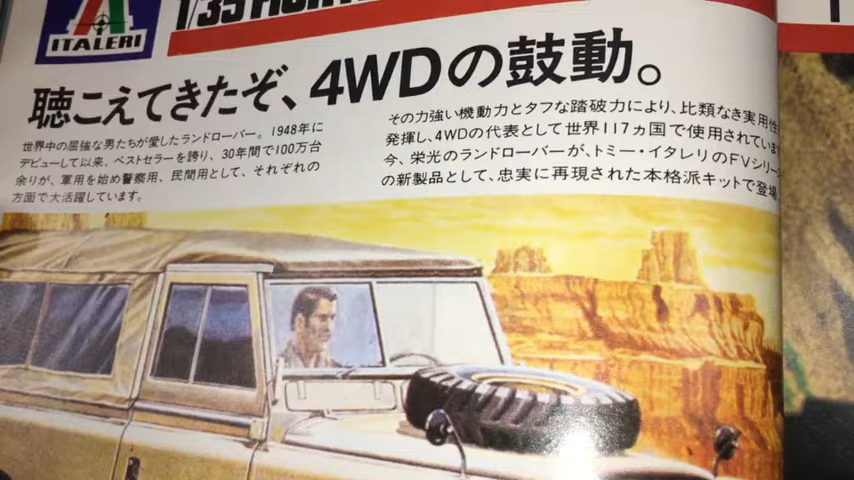 ITALERI
1/35
聴こえてきたぞ、4WDの鼓動。
世界中の屈強な男たちが愛したランドローバー。1948年に
デビューして以来、ベストセラーを誇り、30年間で100万台
余りが、軍用を始め警察用、民間用として、それぞれの
方面で大活躍しています。
その力強い機動力とタフな踏破力により、比類なき実用性
発揮し、4WDの代表として世界117ヵ国で使用されていま
今、栄光のランドローバーが、トミー・イタレリのFVシリー
の新製品として、忠実に再現された本格派キットで登場